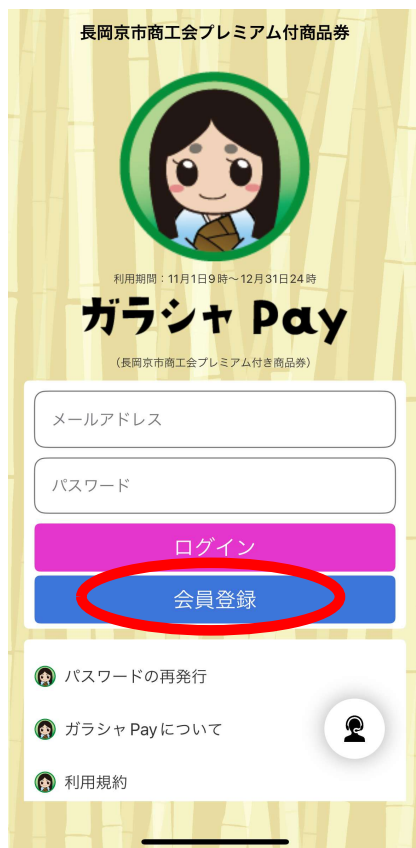 長岡京市商工会プレミアム付商品券
利用期間：11月1日9時～12月31日24時
ガラシャ Pay
（長岡京市商工会プレミアム付き商品券）
メールアドレス
パスワード
ログイン
会員登録
パスワードの再発行
ガラシャ Payについて
利用規約